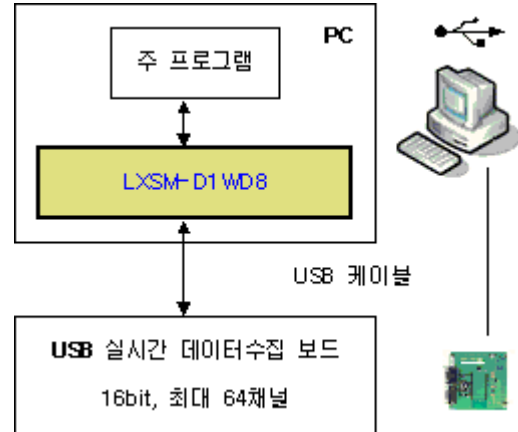 PC
주 프로그램
LXSM-D1WD8
USB 케이블
USB 실시간 데이터수집 보드
16bit, 최대 64채널